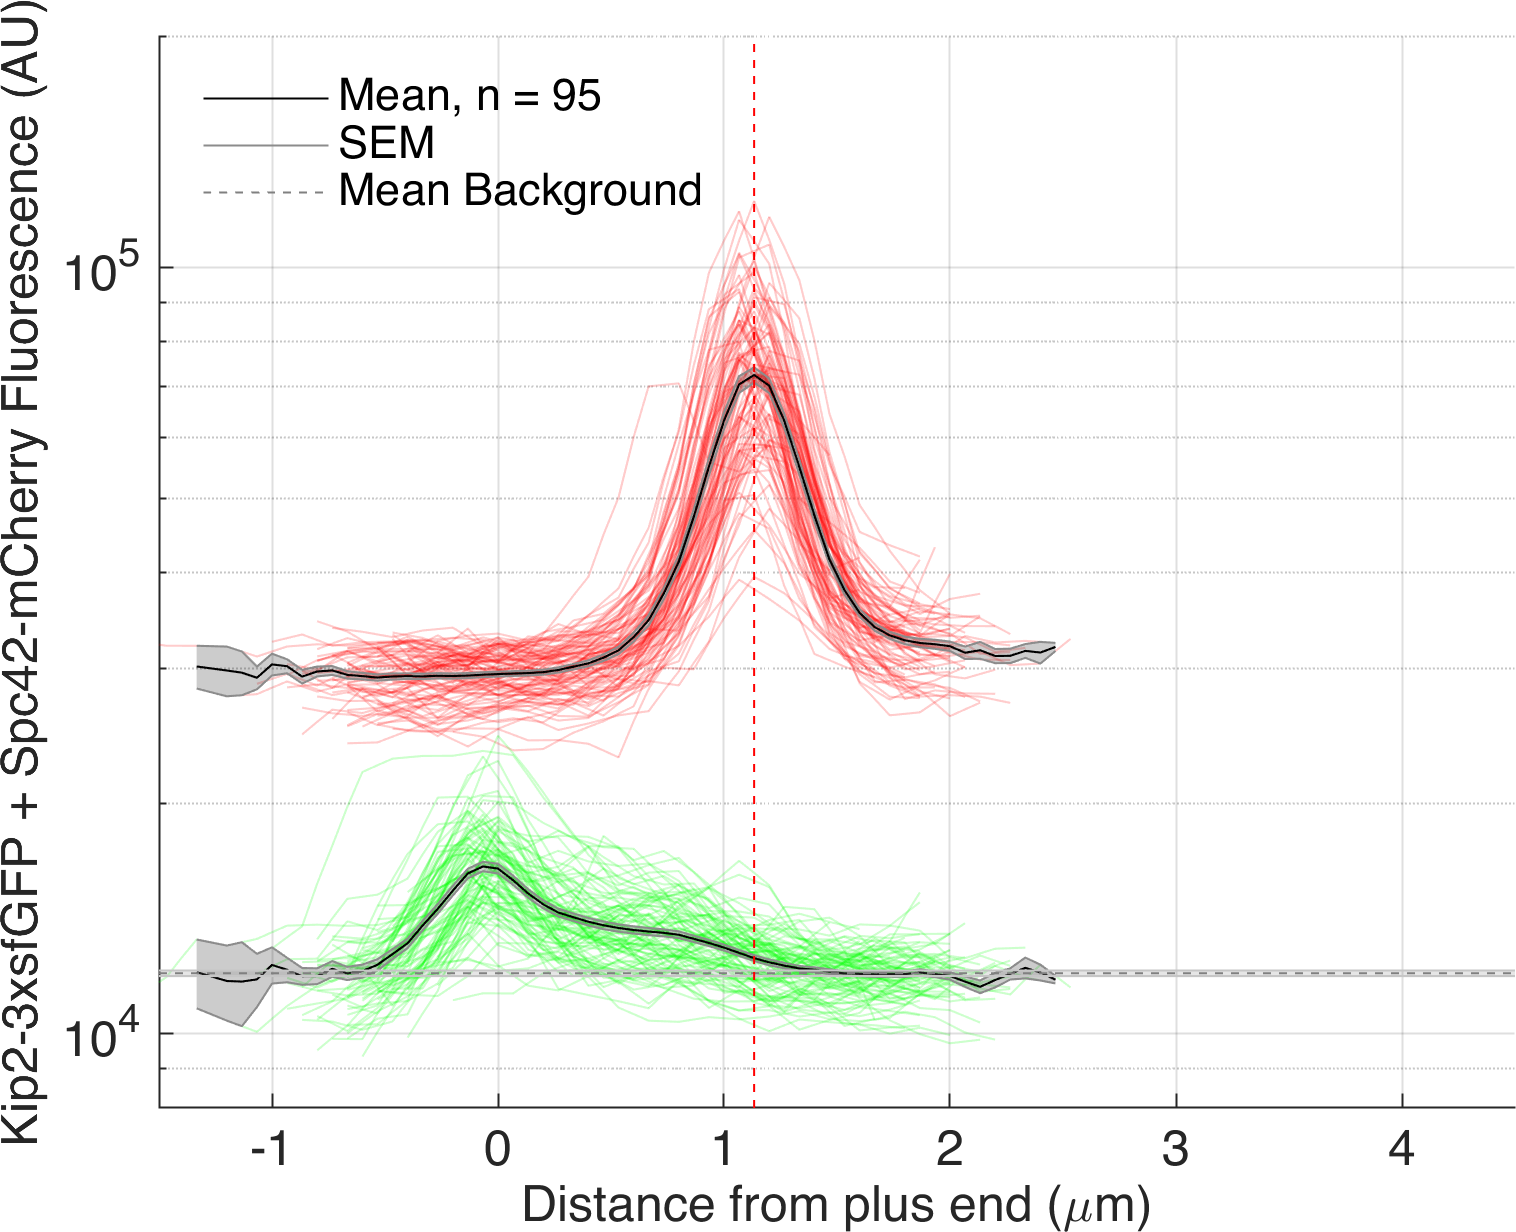 Kip2-3xsfGFP + Spc42-mCherry Fluorescence (AU)
Mean, n = 95
SEM
Mean Background
10^5
10^4
-1 0 1 2 3 4
Distance from plus end (μm)